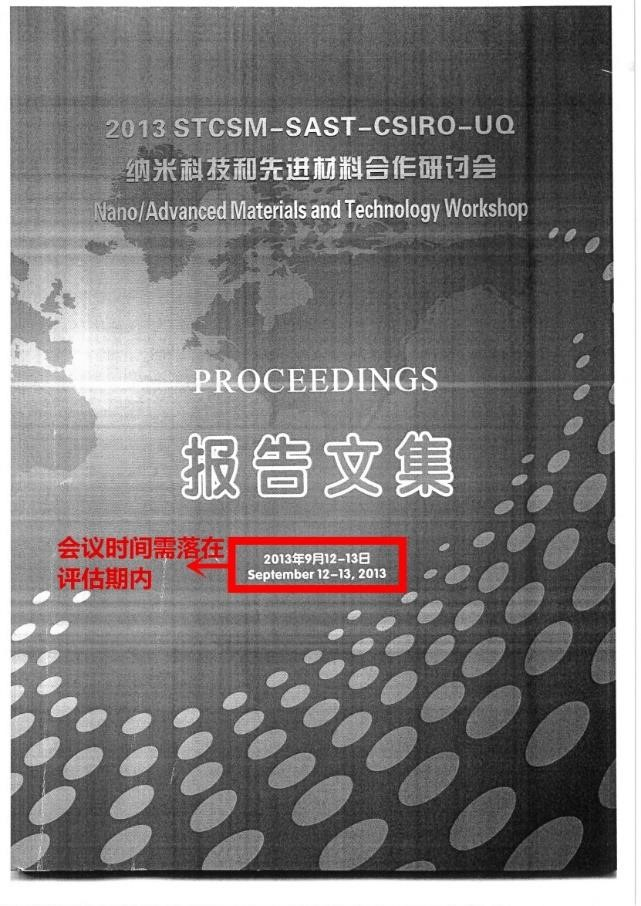 2013 STCSM-SAST-CSIRO-UQ
纳米科技和先进材料合作研讨会
Nano/Advanced Materials and Technology Workshop
PROCEEDINGS
报告文集
会议时间需落在
评估期内
2013年9月12-13日
September 12-13, 2013